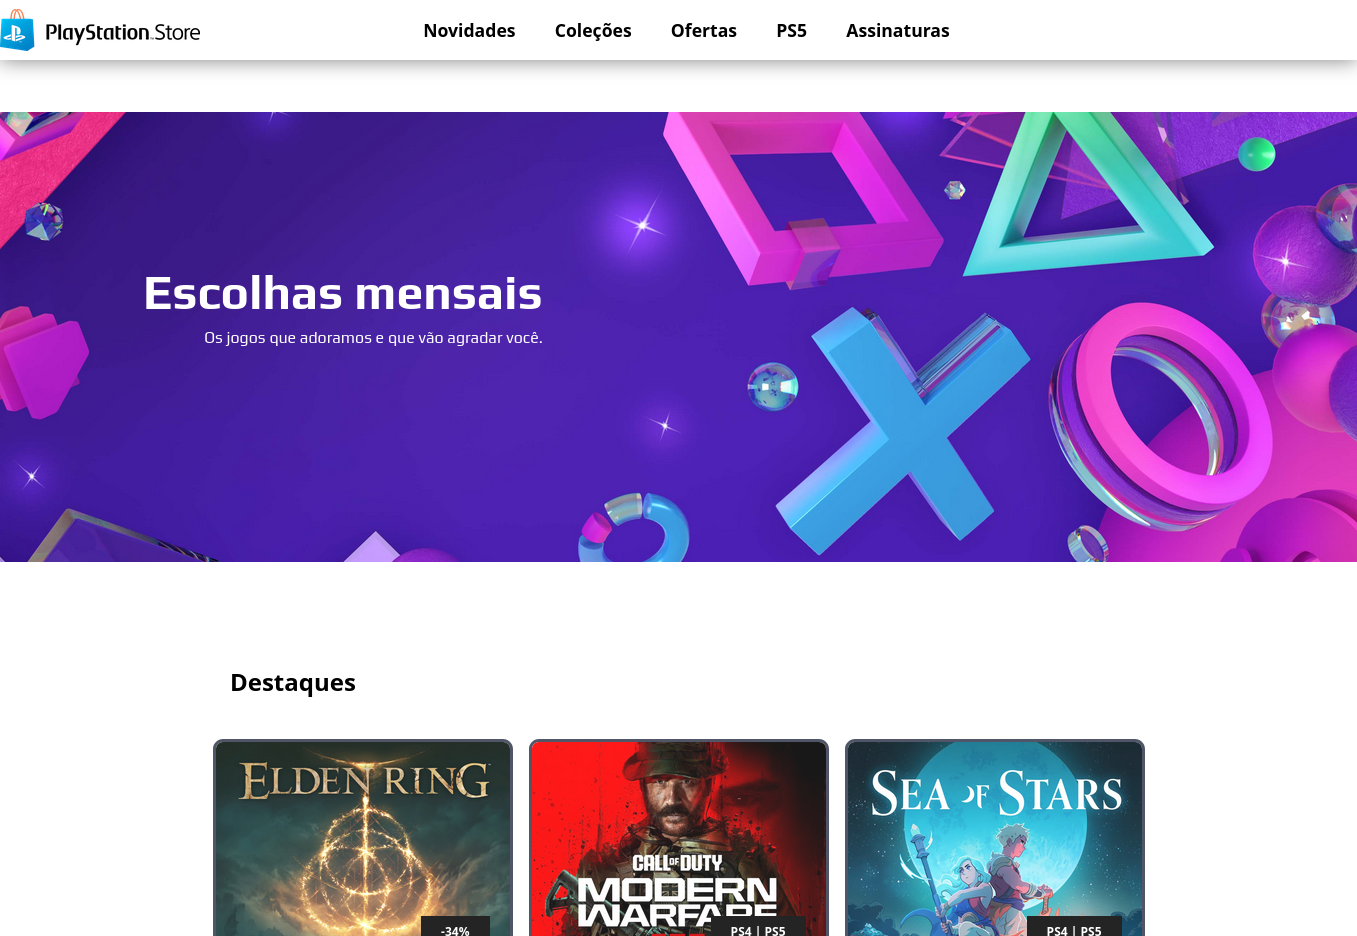 PlayStation Store
Novidades
Coleções
Ofertas
PS5
Assinaturas
Escolhas mensais
Os jogos que adoramos e que vão agradar você.
Destaques
ELDEN RING
-34%
CALL OF DUTY
MODERN
WARFARE
PS4 | PS5
SEA OF STARS
PS4 | PS5